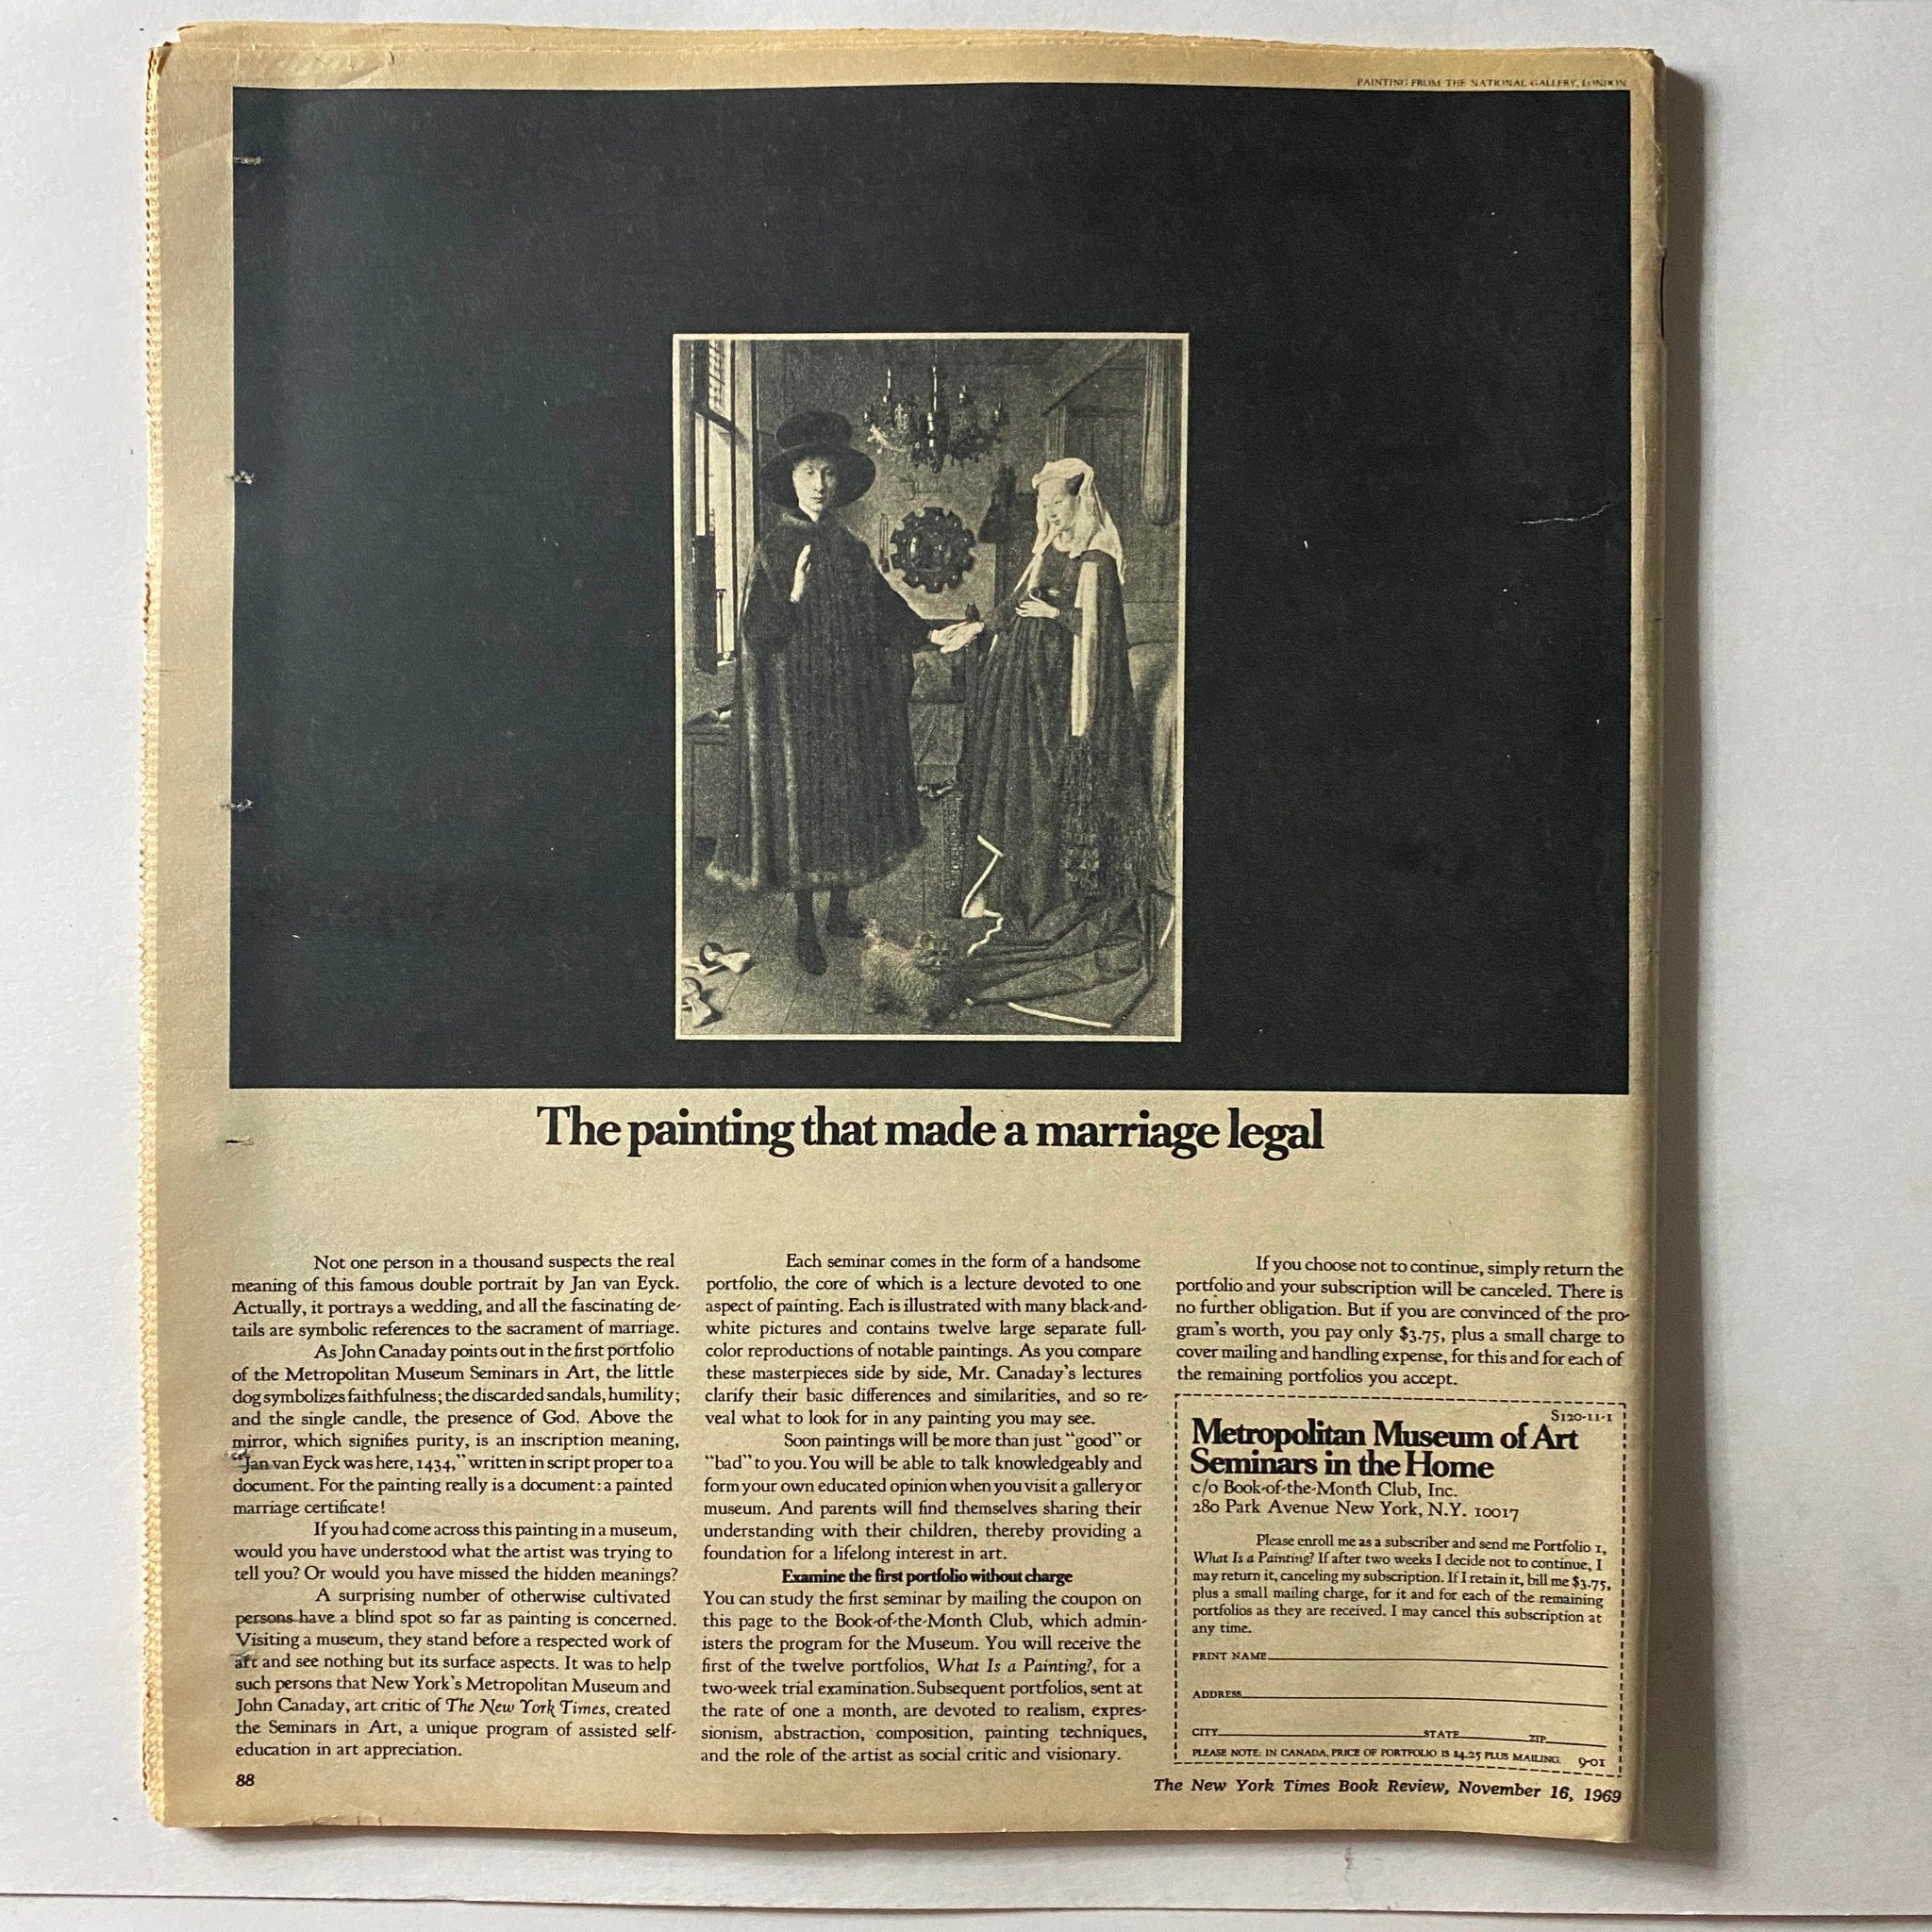 PAINTING FROM THE NATIONAL GALLERY, LONDON
The painting that made a marriage legal
Not one person in a thousand suspects the real
meaning of this famous double portrait by Jan van Eyck.
Actually, it portrays a wedding, and all the fascinating de-
tails are symbolic references to the sacrament of marriage.
As John Canaday points out in the first portfolio
of the Metropolitan Museum Seminars in Art, the little
dog symbolizes faithfulness; the discarded sandals, humility;
and the single candle, the presence of God. Above the
mirror, which signifies purity, is an inscription meaning,
"Jan van Eyck was here, 1434," written in script proper to a
document. For the painting really is a document: a painted
marriage certificate!
If you had come across this painting in a museum,
would you have understood what the artist was trying to
tell you? Or would you have missed the hidden meanings?
A surprising number of otherwise cultivated
persons have a blind spot so far as painting is concerned.
Visiting a museum, they stand before a respected work of
art and see nothing but its surface aspects. It was to help
such persons that New York's Metropolitan Museum and
John Canaday, art critic of The New York Times, created
the Seminars in Art, a unique program of assisted self-
education in art appreciation.
88
Each seminar comes in the form of a handsome
portfolio, the core of which is a lecture devoted to one
aspect of painting. Each is illustrated with many black-and-
white pictures and contains twelve large separate full-
color reproductions of notable paintings. As you compare
these masterpieces side by side, Mr. Canaday's lectures
clarify their basic differences and similarities, and so re-
veal what to look for in any painting you may see.
Soon paintings will be more than just "good" or
"bad" to you. You will be able to talk knowledgeably and
form your own educated opinion when you visit a gallery or
museum. And parents will find themselves sharing their
understanding with their children, thereby providing a
foundation for a lifelong interest in art.
Examine the first portfolio without charge
You can study the first seminar by mailing the coupon on
this page to the Book-of-the-Month Club, which admin-
isters the program for the Museum. You will receive the
first of the twelve portfolios, What Is a Painting?, for a
two-week trial examination. Subsequent portfolios, sent at
the rate of one a month, are devoted to realism, expres-
sionism, abstraction, composition, painting techniques,
and the role of the artist as social critic and visionary.
If you choose not to continue, simply return the
portfolio and your subscription will be canceled. There is
no further obligation. But if you are convinced of the pro-
gram's worth, you pay only $3.75, plus a small charge to
cover mailing and handling expense, for this and for each of
the remaining portfolios you accept.
S120-11-1
Metropolitan Museum of Art
Seminars in the Home
c/o Book-of-the-Month Club, Inc.
280 Park Avenue New York, N.Y. 10017
Please enroll me as a subscriber and send me Portfolio 1,
What Is a Painting? If after two weeks I decide not to continue, I
may return it, canceling my subscription. If I retain it, bill me $3.75,
plus a small mailing charge, for it and for each of the remaining
portfolios as they are received. I may cancel this subscription at
any time.
PRINT NAME
ADDRESS
CITY STATE ZIP
PLEASE NOTE: IN CANADA, PRICE OF PORTFOLIO IS $4.25 PLUS MAILING. 9-01
The New York Times Book Review, November 16, 1969